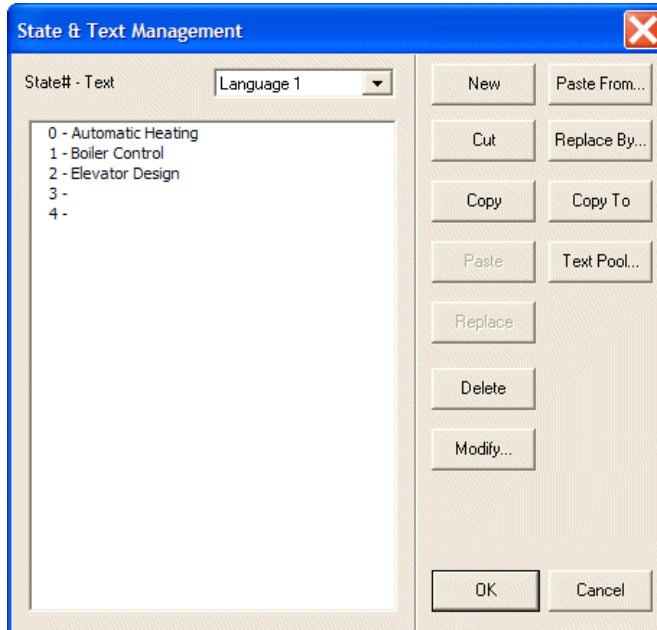 State & Text Management
State# - Text
Language 1
0 - Automatic Heating
1 - Boiler Control
2 - Elevator Design
3 -
4 -
New
Paste From...
Cut
Replace By...
Copy
Copy To
Paste
Text Pool...
Replace
Delete
Modify...
OK
Cancel